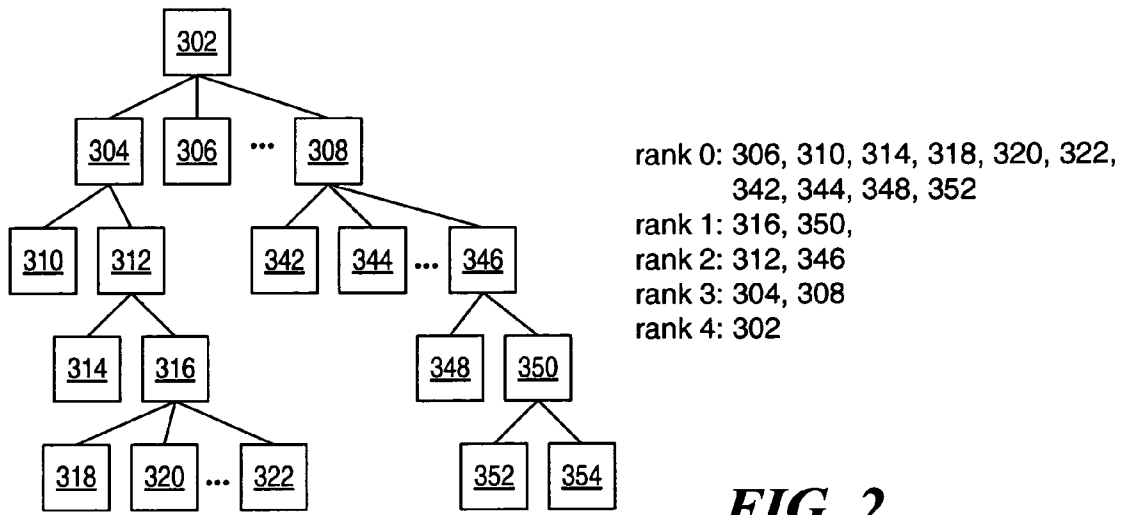 302
304 306 ... 308
310 312 342 344 ... 346
314 316 348 350
318 320 ... 322 352 354
rank 0: 306, 310, 314, 318, 320, 322,
342, 344, 348, 352
rank 1: 316, 350,
rank 2: 312, 346
rank 3: 304, 308
rank 4: 302
FIG. 2